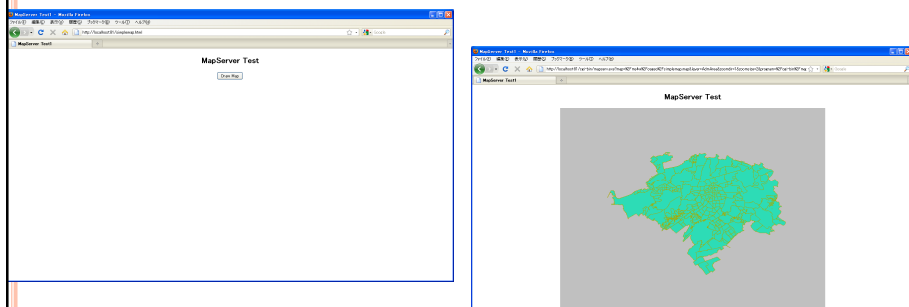 MapServer Test1 - Mozilla Firefox
ファイル(F) 編集(E) 表示(V) 履歴(S) ブックマーク(B) ツール(T) ヘルプ(H)
MapServer Test1
MapServer Test
Draw Map
MapServer Test1 - Mozilla Firefox
ファイル(F) 編集(E) 表示(V) 履歴(S) ブックマーク(B) ツール(T) ヘルプ(H)
MapServer Test1
MapServer Test